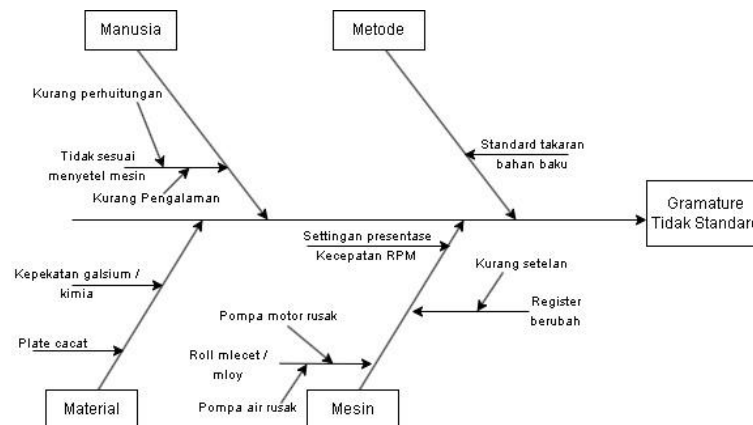 Manusia
Metode
Kurang perhuitungan
Standard takaran
bahan baku
Tidak sesuai
menyetel mesin
Kurang Pengalaman
Gramature
Tidak Standard
Settingan presentase
Kecepatan RPM
Kurang setelan
Kepekatan galsium /
kimia
Register
berubah
Pompa motor rusak
Plate cacat
Roll mlecet /
mloy
Pompa air rusak
Material
Mesin